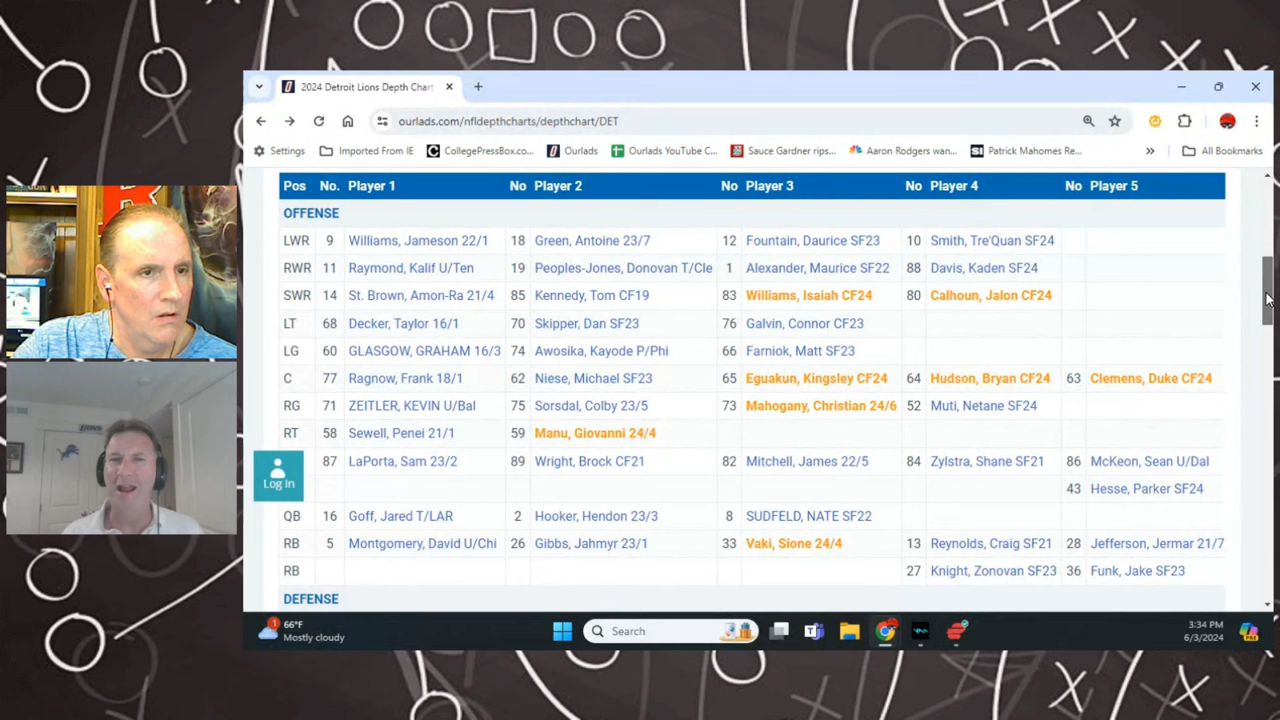 2024 Detroit Lions Depth Chart
ourlads.com/nfldepthcharts/depthchart/DET
Settings Imported From IE CollegePressBox.co... Ourlads Ourlads YouTube C... Sauce Gardner rips... Aaron Rodgers wan... Patrick Mahomes Re... » All Bookmarks
Pos No. Player 1 No Player 2 No Player 3 No Player 4 No Player 5
OFFENSE
LWR 9 Williams, Jameson 22/1 18 Green, Antoine 23/7 12 Fountain, Daurice SF23 10 Smith, Tre'Quan SF24
RWR 11 Raymond, Kalif U/Ten 19 Peoples-Jones, Donovan T/Cle 1 Alexander, Maurice SF22 88 Davis, Kaden SF24
SWR 14 St. Brown, Amon-Ra 21/4 85 Kennedy, Tom CF19 83 Williams, Isaiah CF24 80 Calhoun, Jalon CF24
LT 68 Decker, Taylor 16/1 70 Skipper, Dan SF23 76 Galvin, Connor CF23
LG 60 GLASGOW, GRAHAM 16/3 74 Awosika, Kayode P/Phi 66 Farniok, Matt SF23
C 77 Ragnow, Frank 18/1 62 Niese, Michael SF23 65 Eguakun, Kingsley CF24 64 Hudson, Bryan CF24 63 Clemens, Duke CF24
RG 71 ZEITLER, KEVIN U/Bal 75 Sorsdal, Colby 23/5 73 Mahogany, Christian 24/6 52 Muti, Netane SF24
RT 58 Sewell, Penei 21/1 59 Manu, Giovanni 24/4
87 LaPorta, Sam 23/2 89 Wright, Brock CF21 82 Mitchell, James 22/5 84 Zylstra, Shane SF21 86 McKeon, Sean U/Dal
Log In
43 Hesse, Parker SF24
QB 16 Goff, Jared T/LAR 2 Hooker, Hendon 23/3 8 SUDFELD, NATE SF22
RB 5 Montgomery, David U/Chi 26 Gibbs, Jahmyr 23/1 33 Vaki, Sione 24/4 13 Reynolds, Craig SF21 28 Jefferson, Jermar 21/7
RB 27 Knight, Zonovan SF23 36 Funk, Jake SF23
DEFENSE
1 66°F
Mostly cloudy
Search
3:34 PM
6/3/2024